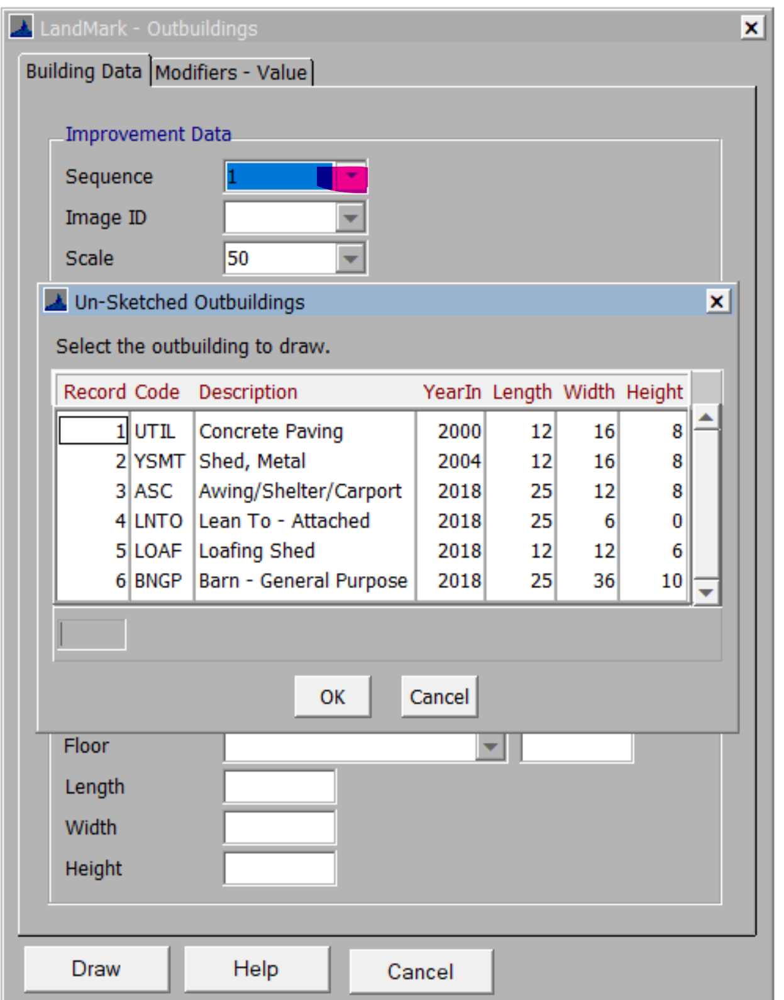 LandMark - Outbuildings
Building Data Modifiers - Value
Improvement Data
Sequence 1
Image ID
Scale 50
Un-Sketched Outbuildings
Select the outbuilding to draw.
Record Code Description YearIn Length Width Height
1 UTIL Concrete Paving 2000 12 16 8
2 YSMT Shed, Metal 2004 12 16 8
3 ASC Awing/Shelter/Carport 2018 25 12 8
4 LNTO Lean To - Attached 2018 25 6 0
5 LOAF Loafing Shed 2018 12 12 6
6 BNGP Barn - General Purpose 2018 25 36 10
OK Cancel
Floor
Length
Width
Height
Draw Help Cancel